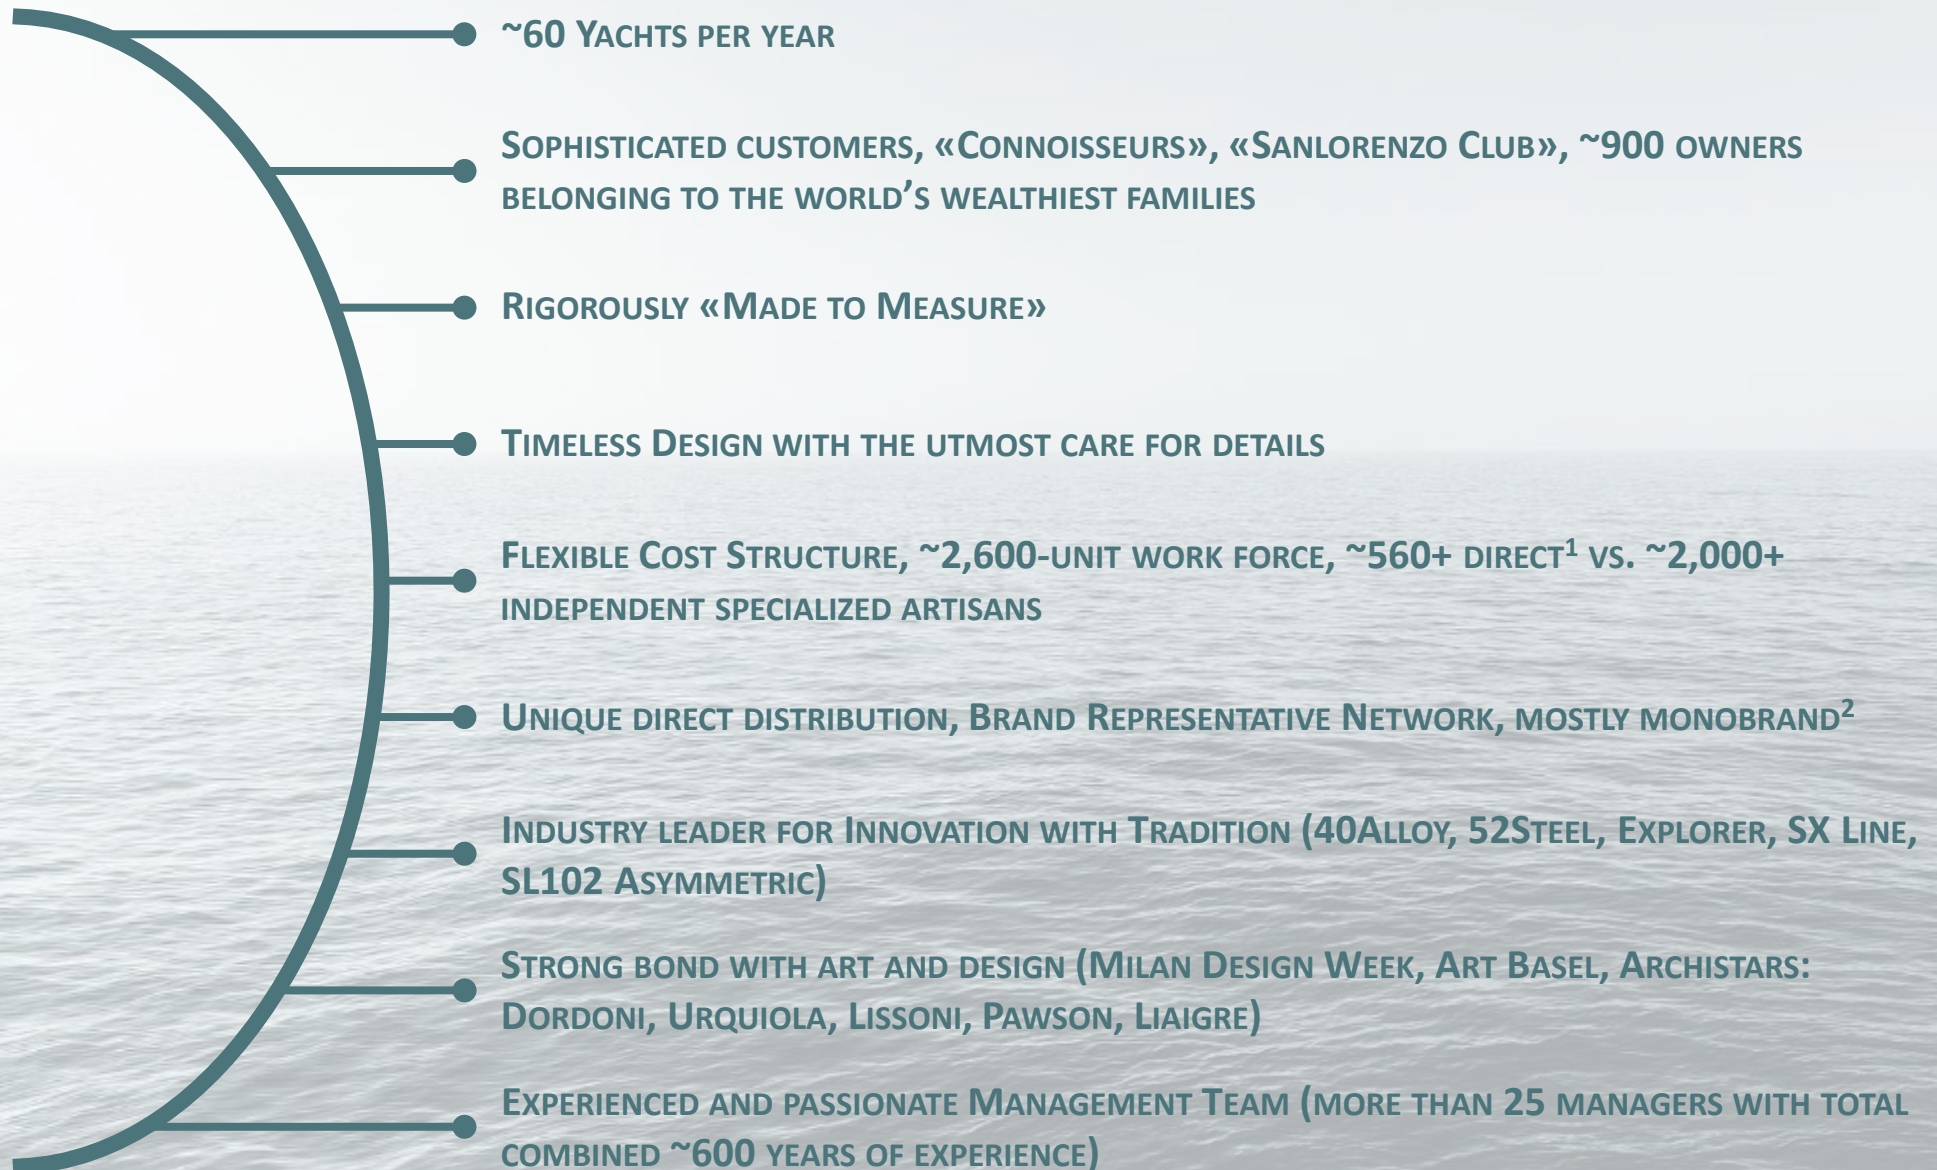 ~60 Yachts per year
Sophisticated customers, «Connoisseurs», «Sanlorenzo Club», ~900 owners
belonging to the world’s wealthiest families
Rigorously «Made to Measure»
Timeless Design with the utmost care for details
Flexible Cost Structure, ~2,600-unit work force, ~560+ direct¹ vs. ~2,000+
independent specialized artisans
Unique direct distribution, Brand Representative Network, mostly monobrand²
Industry leader for Innovation with Tradition (40Alloy, 52Steel, Explorer, SX Line,
SL102 Asymmetric)
Strong bond with art and design (Milan Design Week, Art Basel, Archistars:
Dordoni, Urquiola, Lissoni, Pawson, Liaigre)
Experienced and passionate Management Team (more than 25 managers with total
combined ~600 years of experience)